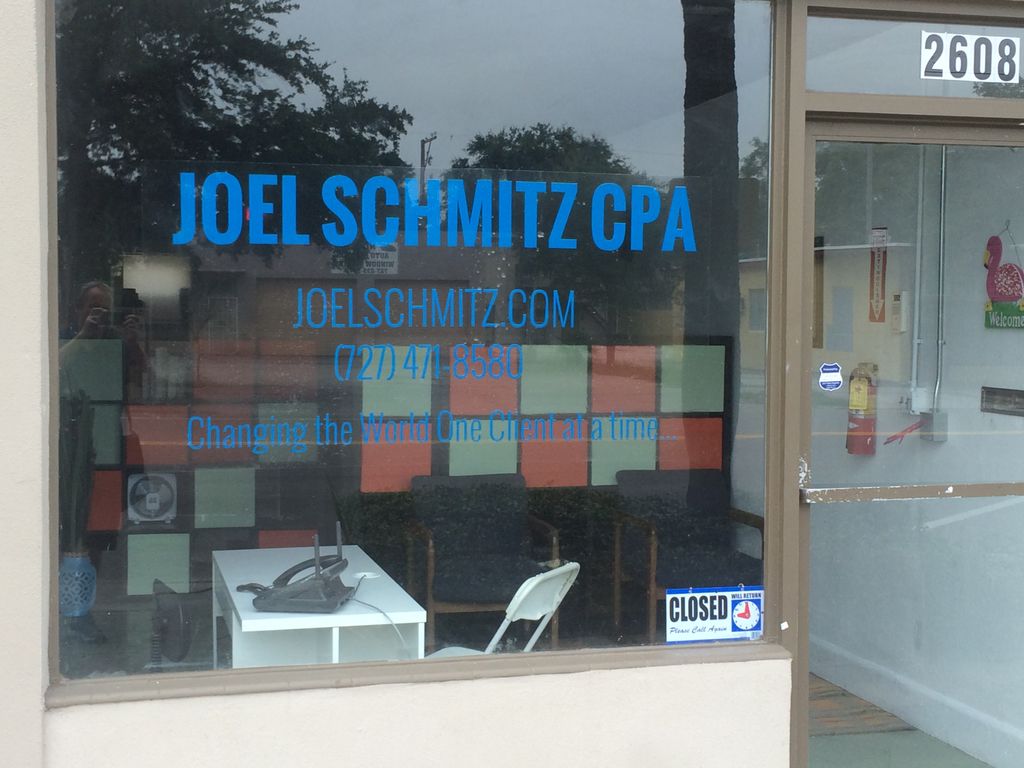 2608
JOEL SCHMITZ CPA
JOELSCHMITZ.COM
(727) 471-8580
Changing the World One Client at a time...
Welcome
CLOSED
WILL RETURN
Please Call Again